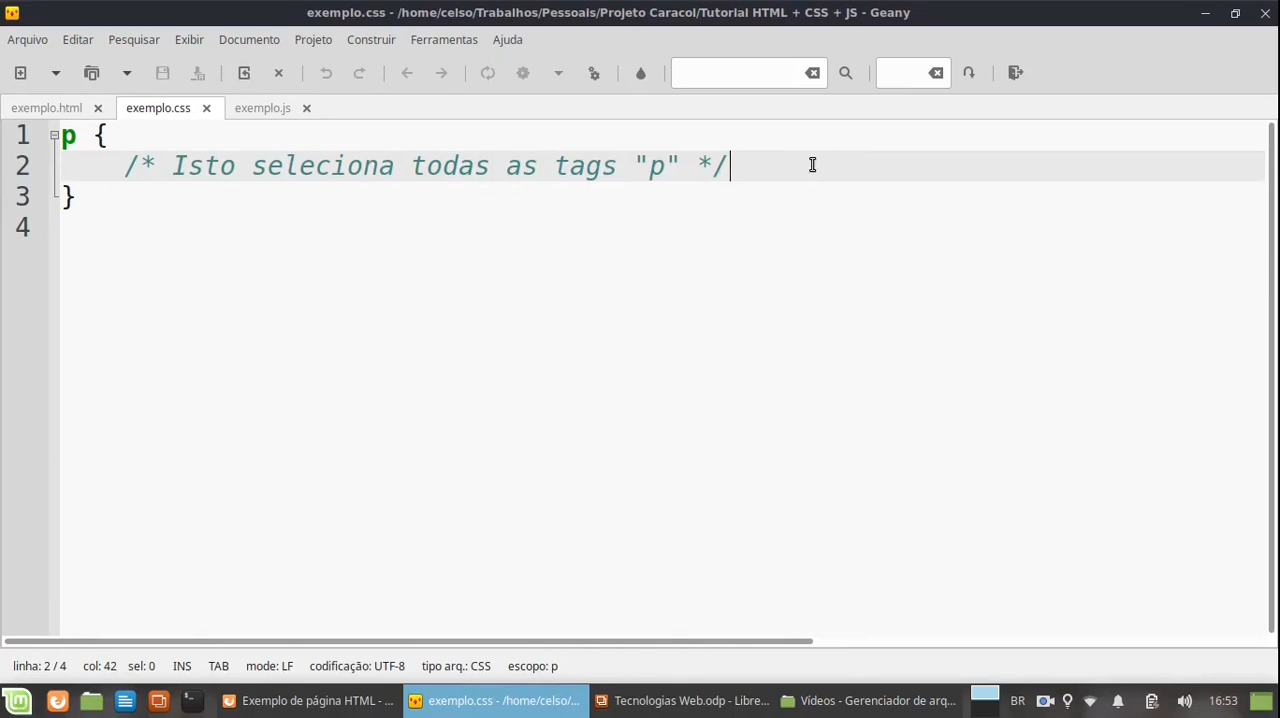 exemplo.css - /home/celso/Trabalhos/Pessoais/Projeto Caracol/Tutorial HTML + CSS + JS - Geany
Arquivo Editar Pesquisar Exibir Documento Projeto Construir Ferramentas Ajuda
exemplo.html exemplo.css exemplo.js
1 p {
2 /* Isto seleciona todas as tags "p" */
3 }
4
linha: 2 / 4 col: 42 sel: 0 INS TAB mode: LF codificação: UTF-8 tipo arq.: CSS escopo: p
Exemplo de página HTML - ... exemplo.css - /home/celso/... Tecnologias Web.odp - Libre... Vídeos - Gerenciador de arq... BR 16:53